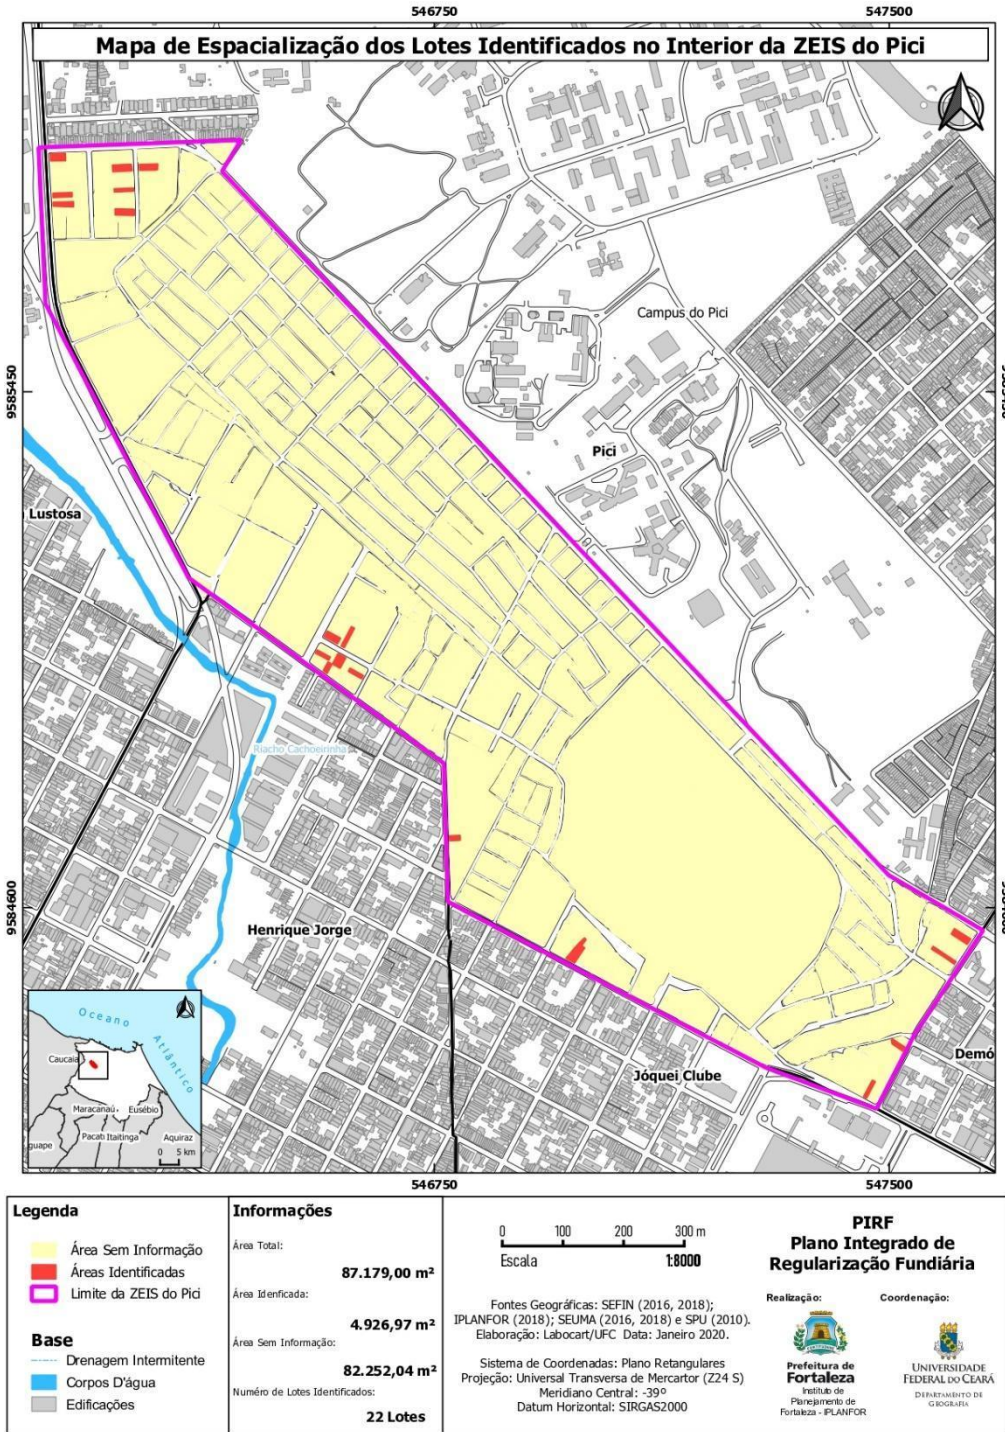 546750
547500
Mapa de Espacialização dos Lotes Identificados no Interior da ZEIS do Pici
Campus do Pici
9585450
Pici
Lustosa
Riacho Cachoeirinha
9584600
Henrique Jorge
Jóquei Clube
Demó
Oceano
Atlântico
Caucaia
Maracanaú
Eusébio
Pacat
Itaitinga
Aquiraz
guape
0 5 km
546750
547500
Legenda
Área Sem Informação
Áreas Identificadas
Limite da ZEIS do Pici
Base
Drenagem Intermitente
Corpos D'água
Edificações
Informações
Área Total:
87.179,00 m²
Área Idenficada:
4.926,97 m²
Área Sem Informação:
82.252,04 m²
Numéro de Lotes Identificados:
22 Lotes
0 100 200 300 m
Escala 1:8000
Fontes Geográficas: SEFIN (2016, 2018);
IPLANFOR (2018); SEUMA (2016, 2018) e SPU (2010).
Elaboração: Labocart/UFC Data: Janeiro 2020.
Sistema de Coordenadas: Plano Retangulares
Projeção: Universal Transversa de Mercartor (Z24 S)
Meridiano Central: -39º
Datum Horizontal: SIRGAS2000
PIRF
Plano Integrado de
Regularização Fundiária
Realização:
Coordenação:
Prefeitura de
Fortaleza
Instituto de
Planejamento de
Fortaleza - IPLANFOR
UNIVERSIDADE
FEDERAL DO CEARÁ
DEPARTAMENTO DE
GEOGRAFIA